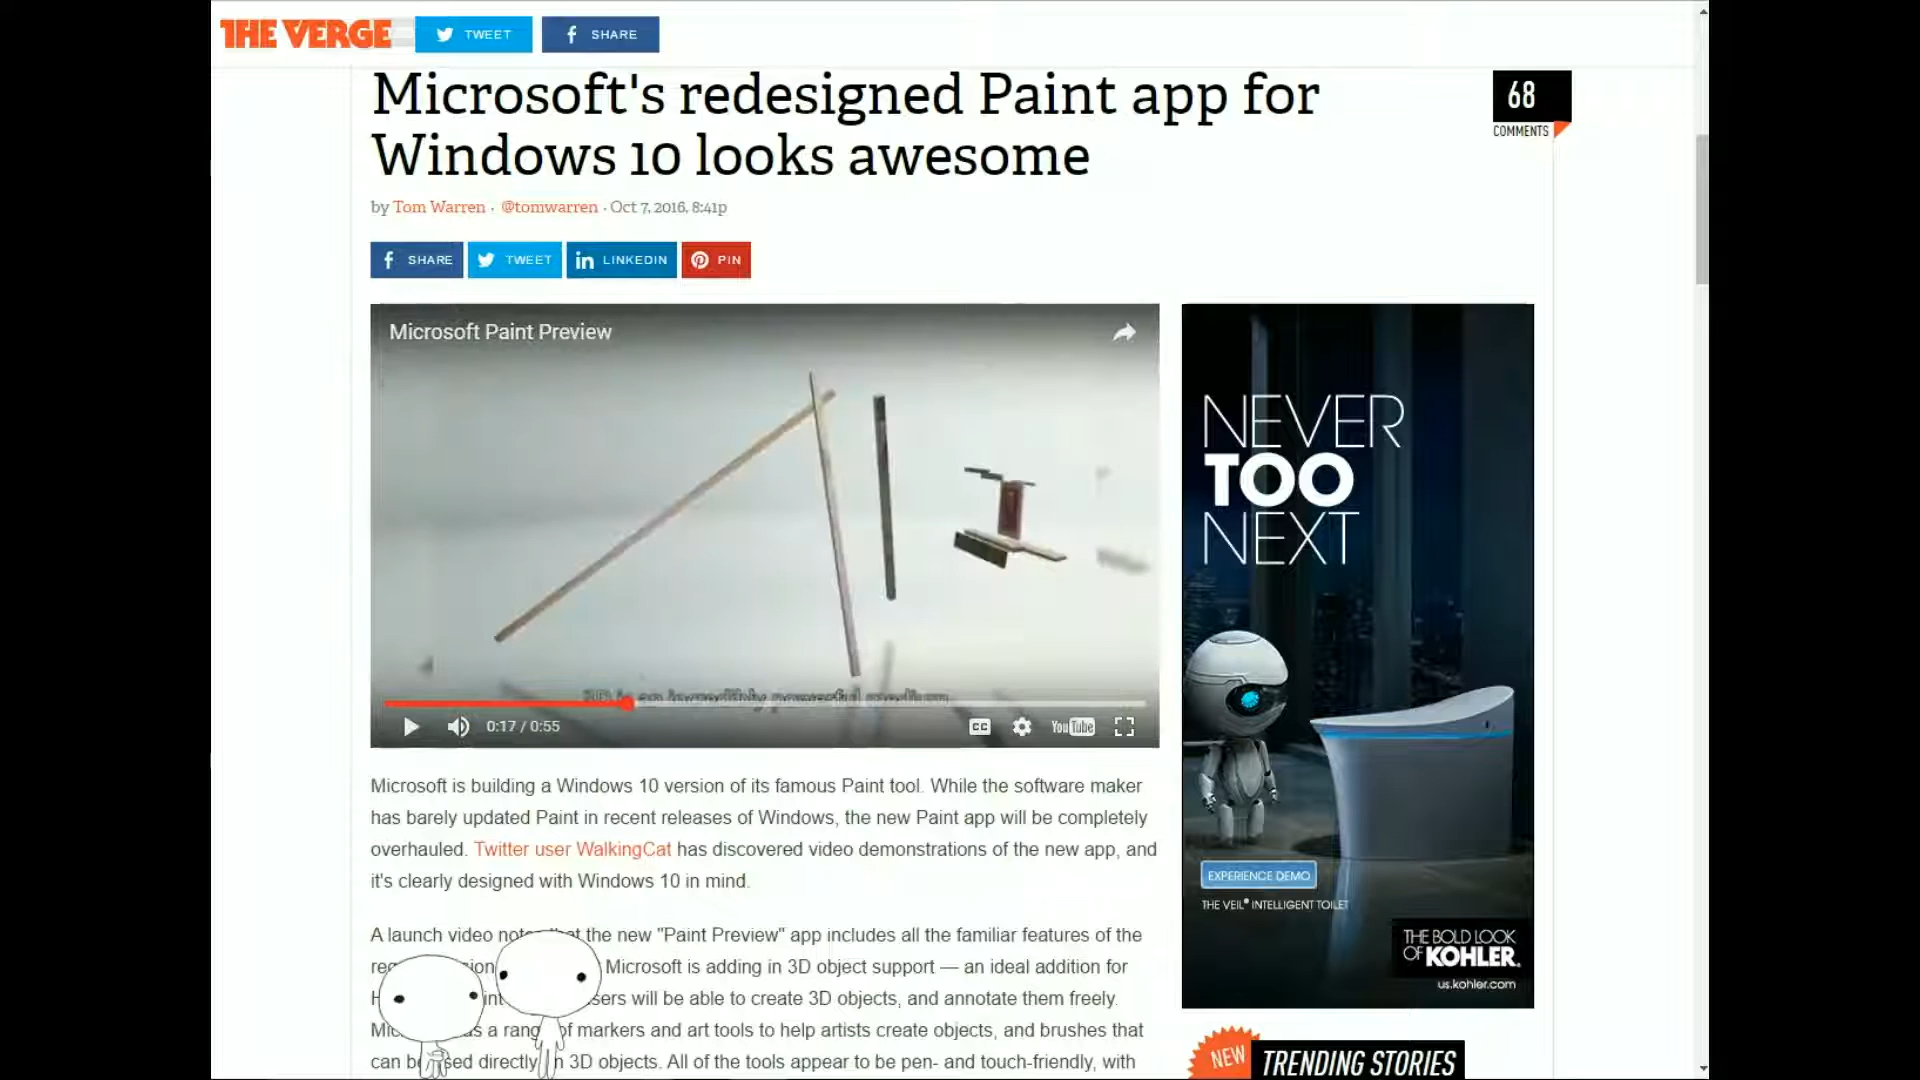 THE VERGE
TWEET
SHARE
Microsoft's redesigned Paint app for
Windows 10 looks awesome
68
COMMENTS
by Tom Warren · @tomwarren · Oct 7, 2016, 8:41p
SHARE
TWEET
LINKEDIN
PIN
Microsoft Paint Preview
3D is an incredibly powerful medium
0:17 / 0:55
CC
YouTube
NEVER
TOO
NEXT
EXPERIENCE DEMO
THE VEIL® INTELLIGENT TOILET
THE BOLD LOOK
OF KOHLER.
us.kohler.com
Microsoft is building a Windows 10 version of its famous Paint tool. While the software maker
has barely updated Paint in recent releases of Windows, the new Paint app will be completely
overhauled. Twitter user WalkingCat has discovered video demonstrations of the new app, and
it's clearly designed with Windows 10 in mind.
A launch video the new "Paint Preview" app includes all the familiar features of the
Microsoft is adding in 3D object support — an ideal addition for
will be able to create 3D objects, and annotate them freely.
a range of markers and art tools to help artists create objects, and brushes that
can directly 3D objects. All of the tools appear to be pen- and touch-friendly, with
NEW TRENDING STORIES